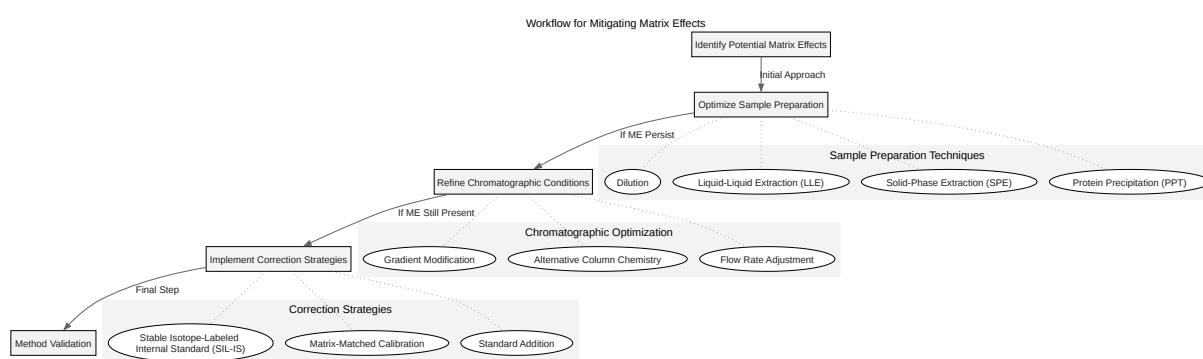 Workflow for Mitigating Matrix Effects
Identify Potential Matrix Effects
Initial Approach
Optimize Sample Preparation
If ME Persist
Sample Preparation Techniques
Refine Chromatographic Conditions
Dilution
Liquid-Liquid Extraction (LLE)
Solid-Phase Extraction (SPE)
Protein Precipitation (PPT)
If ME Still Present
Chromatographic Optimization
Implement Correction Strategies
Gradient Modification
Alternative Column Chemistry
Flow Rate Adjustment
Final Step
Correction Strategies
Method Validation
Stable Isotope-Labeled
Internal Standard (SIL-IS)
Matrix-Matched Calibration
Standard Addition